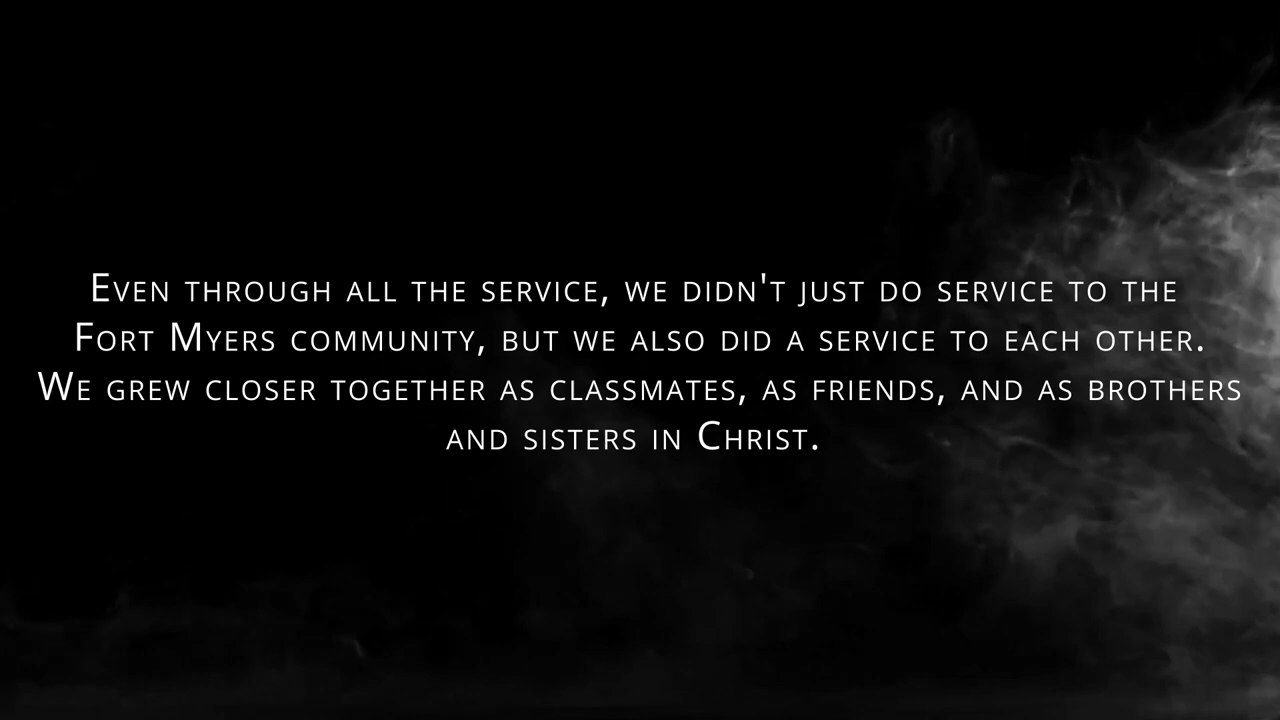 Even through all the service, we didn't just do service to the
Fort Myers community, but we also did a service to each other.
We grew closer together as classmates, as friends, and as brothers
and sisters in Christ.